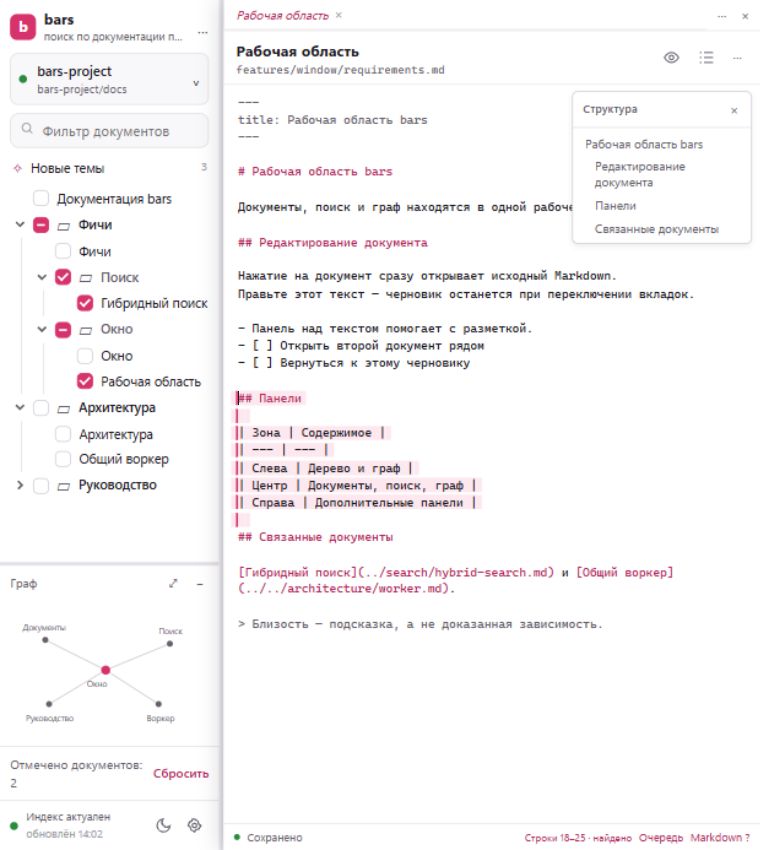 b bars
поиск по документации п... ...
bars-project
bars-project/docs
Фильтр документов
Новые темы 3
Документация bars
Фичи
Фичи
Поиск
Гибридный поиск
Окно
Окно
Рабочая область
Архитектура
Архитектура
Общий воркер
Руководство
Граф
Документы
Поиск
Окно
Руководство
Воркер
Отмечено документов:
2
Сбросить
Индекс актуален
обновлён 14:02
Рабочая область × ... ×
Рабочая область
features/window/requirements.md
---
title: Рабочая область bars
---
# Рабочая область bars
Документы, поиск и граф находятся в одной рабоче
## Редактирование документа
Нажатие на документ сразу открывает исходный Markdown.
Правьте этот текст — черновик останется при переключении вкладок.
- Панель над текстом помогает с разметкой.
- [ ] Открыть второй документ рядом
- [ ] Вернуться к этому черновику
## Панели
| Зона | Содержимое |
| --- | --- |
| Слева | Дерево и граф |
| Центр | Документы, поиск, граф |
| Справа | Дополнительные панели |
## Связанные документы
[Гибридный поиск](../search/hybrid-search.md) и [Общий воркер]
(../../architecture/worker.md).
> Близость — подсказка, а не доказанная зависимость.
Структура ×
Рабочая область bars
Редактирование
документа
Панели
Связанные документы
Сохранено
Строки 18–25 · найдено Очередь Markdown ?